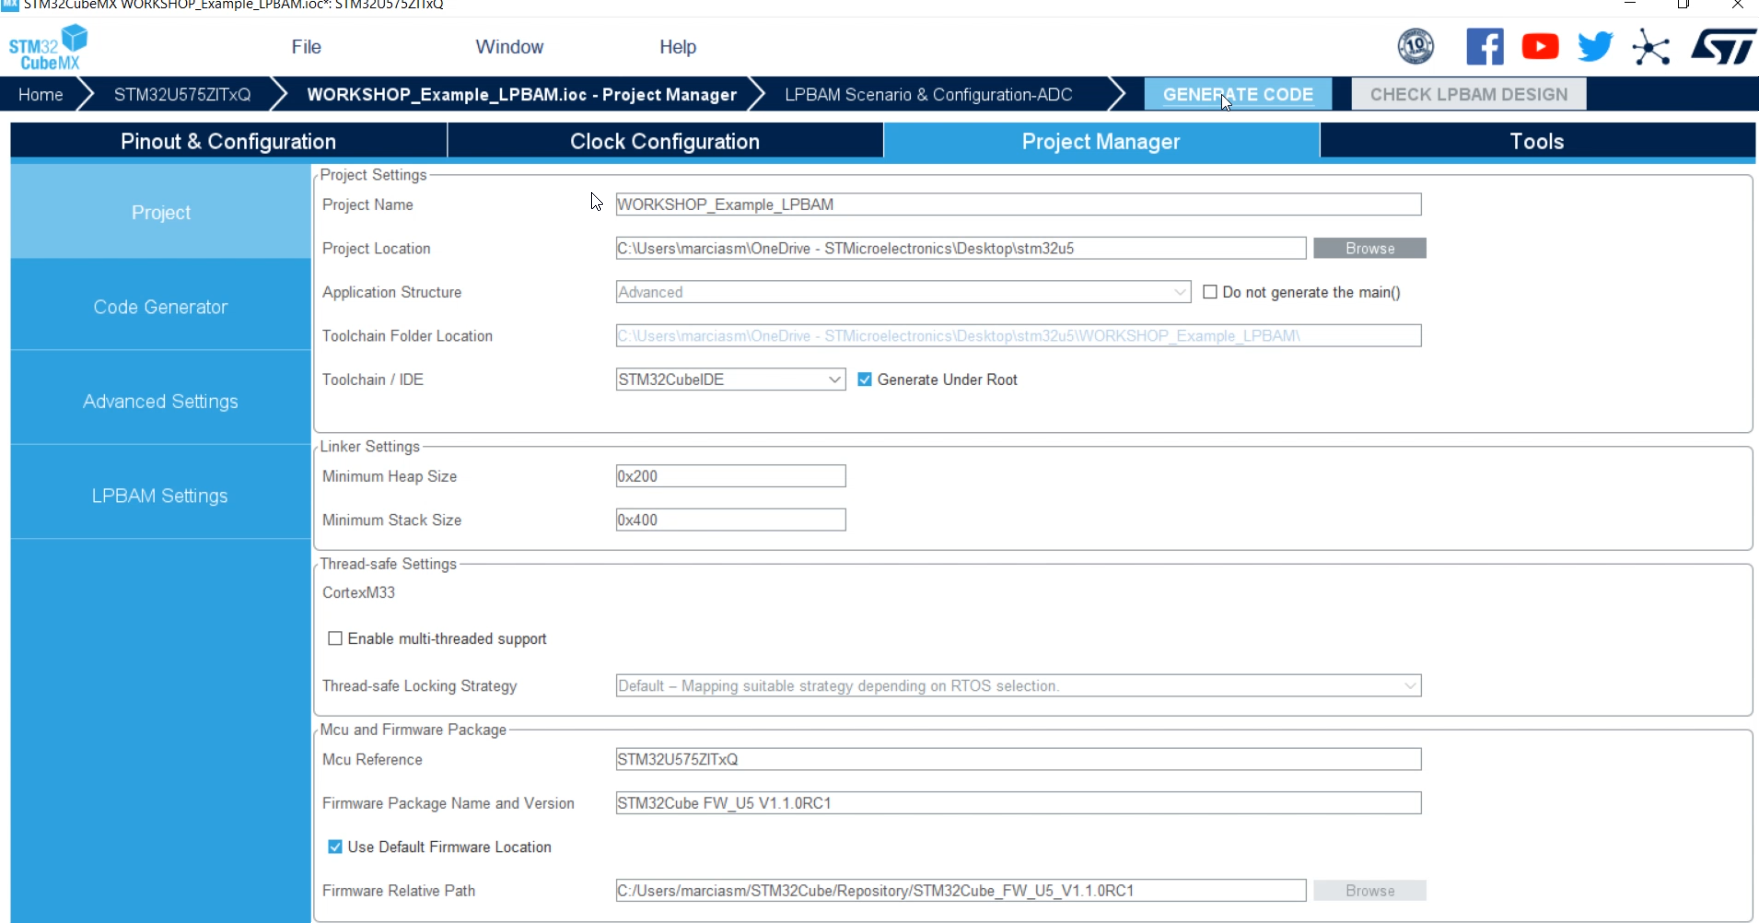 MX STM32CubeMX WORKSHOP_Example_LPBAM.ioc*: STM32U575ZITxQ
STM32
CubeMX
File
Window
Help
10
Home
STM32U575ZITxQ
WORKSHOP_Example_LPBAM.ioc - Project Manager
LPBAM Scenario & Configuration-ADC
GENERATE CODE
CHECK LPBAM DESIGN
Pinout & Configuration
Clock Configuration
Project Manager
Tools
Project
Code Generator
Advanced Settings
LPBAM Settings
Project Settings
Project Name
WORKSHOP_Example_LPBAM
Project Location
C:\Users\marciasm\OneDrive - STMicroelectronics\Desktop\stm32u5
Browse
Application Structure
Advanced
Do not generate the main()
Toolchain Folder Location
C:\Users\marciasm\OneDrive - STMicroelectronics\Desktop\stm32u5\WORKSHOP_Example_LPBAM\
Toolchain / IDE
STM32CubeIDE
Generate Under Root
Linker Settings
Minimum Heap Size
0x200
Minimum Stack Size
0x400
Thread-safe Settings
CortexM33
Enable multi-threaded support
Thread-safe Locking Strategy
Default – Mapping suitable strategy depending on RTOS selection.
Mcu and Firmware Package
Mcu Reference
STM32U575ZITxQ
Firmware Package Name and Version
STM32Cube FW_U5 V1.1.0RC1
Use Default Firmware Location
Firmware Relative Path
C:/Users/marciasm/STM32Cube/Repository/STM32Cube_FW_U5_V1.1.0RC1
Browse